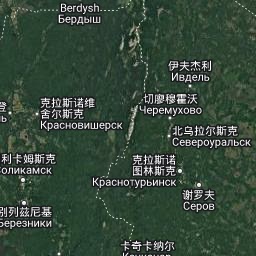 Berdysh
Бердыш
伊夫杰利
Ивдель
登
克拉斯诺维
舍尔斯克
Красновишерск
切廖穆霍沃
Черемухово
北乌拉尔斯克
Североуральск
利卡姆斯克
Соликамск
克拉斯诺
图林斯克
Краснотурьинск
谢罗夫
Серов
别列兹尼基
Березники
卡奇卡纳尔